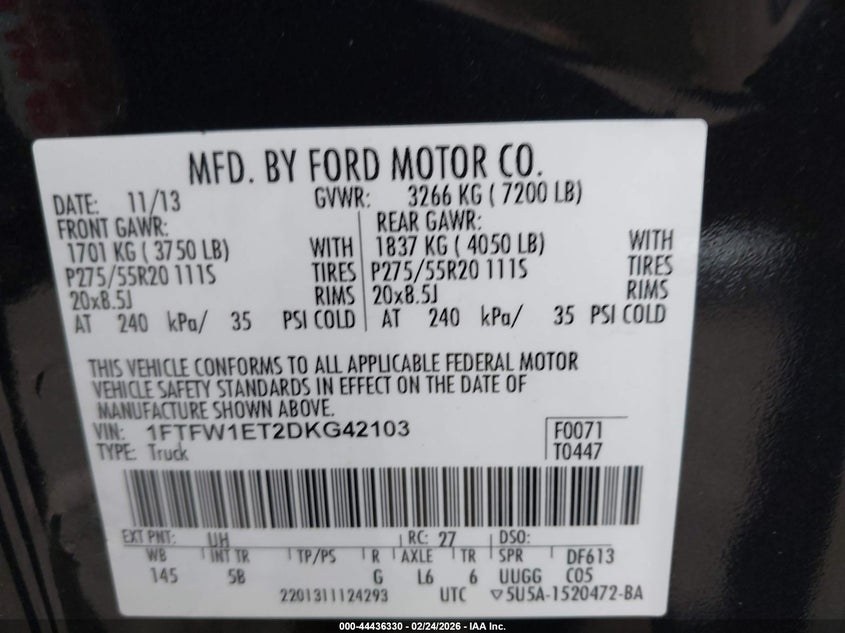 MFD. BY FORD MOTOR CO.
DATE: 11/13 GVWR: 3266 KG ( 7200 LB)
FRONT GAWR: REAR GAWR:
1701 KG ( 3750 LB) WITH 1837 KG ( 4050 LB) WITH
P275/55R20 111S TIRES P275/55R20 111S TIRES
20x8.5J RIMS 20x8.5J RIMS
AT 240 kPa/ 35 PSI COLD AT 240 kPa/ 35 PSI COLD
THIS VEHICLE CONFORMS TO ALL APPLICABLE FEDERAL MOTOR
VEHICLE SAFETY STANDARDS IN EFFECT ON THE DATE OF
MANUFACTURE SHOWN ABOVE.
VIN: 1FTFW1ET2DKG42103 F0071
TYPE: Truck T0447
EXT PNT: UH RC: 27 DSO:
WB INT TR TP/PS R AXLE TR SPR DF613
145 5B G L6 6 UUGG C05
2201311124293 UTC ▽5U5A-1520472-BA
000-44436330 - 02/24/2026 - IAA Inc.